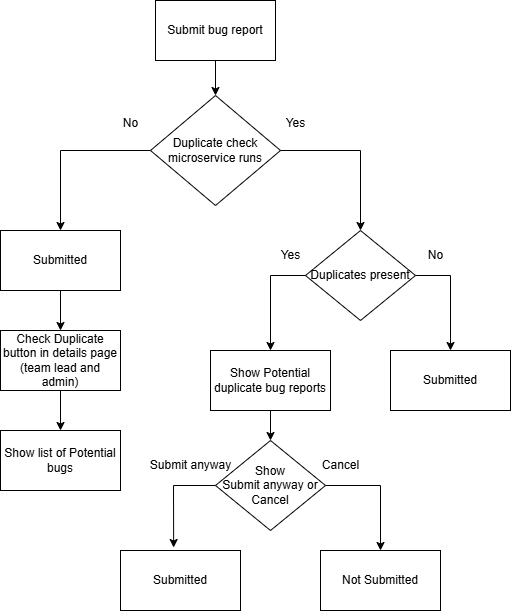 Submit bug report
No
Yes
Duplicate check
microservice runs
Submitted
Yes
No
Duplicates present
Check Duplicate
button in details page
(team lead and
admin)
Show Potential
duplicate bug reports
Submitted
Show list of Potential
bugs
Submit anyway
Cancel
Show
Submit anyway or
Cancel
Submitted
Not Submitted